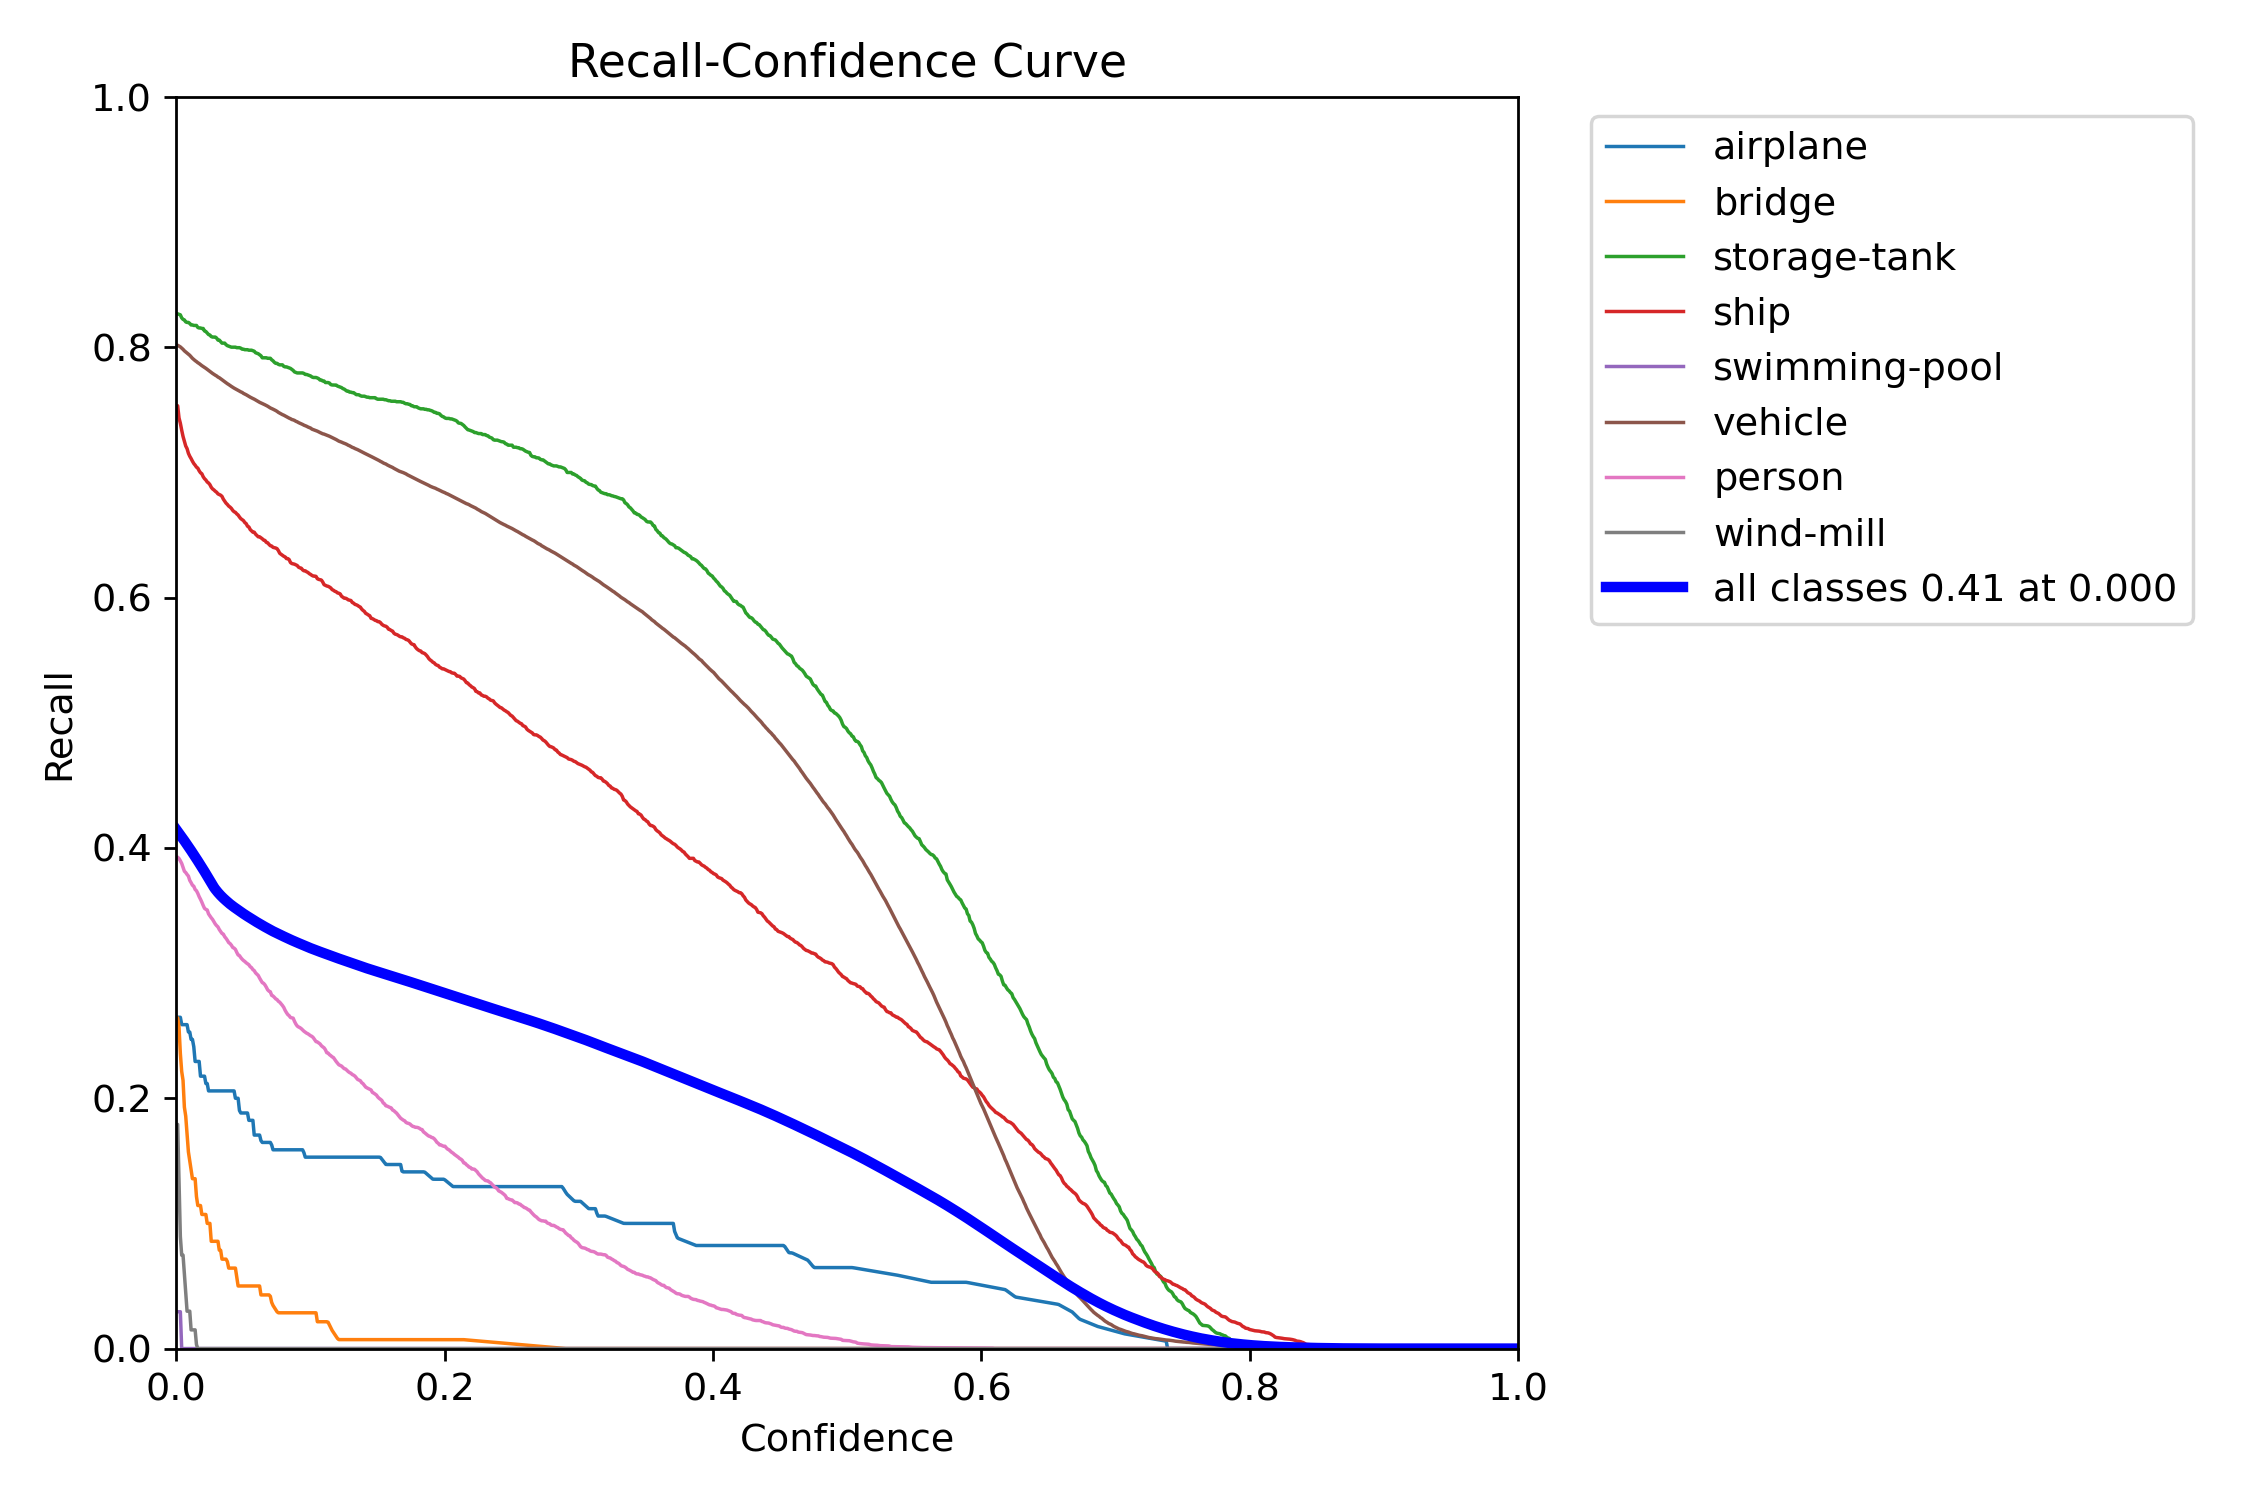 Recall-Confidence Curve
1.0
0.8
0.6
0.4
0.2
0.0
Recall
0.0 0.2 0.4 0.6 0.8 1.0
Confidence
airplane
bridge
storage-tank
ship
swimming-pool
vehicle
person
wind-mill
all classes 0.41 at 0.000